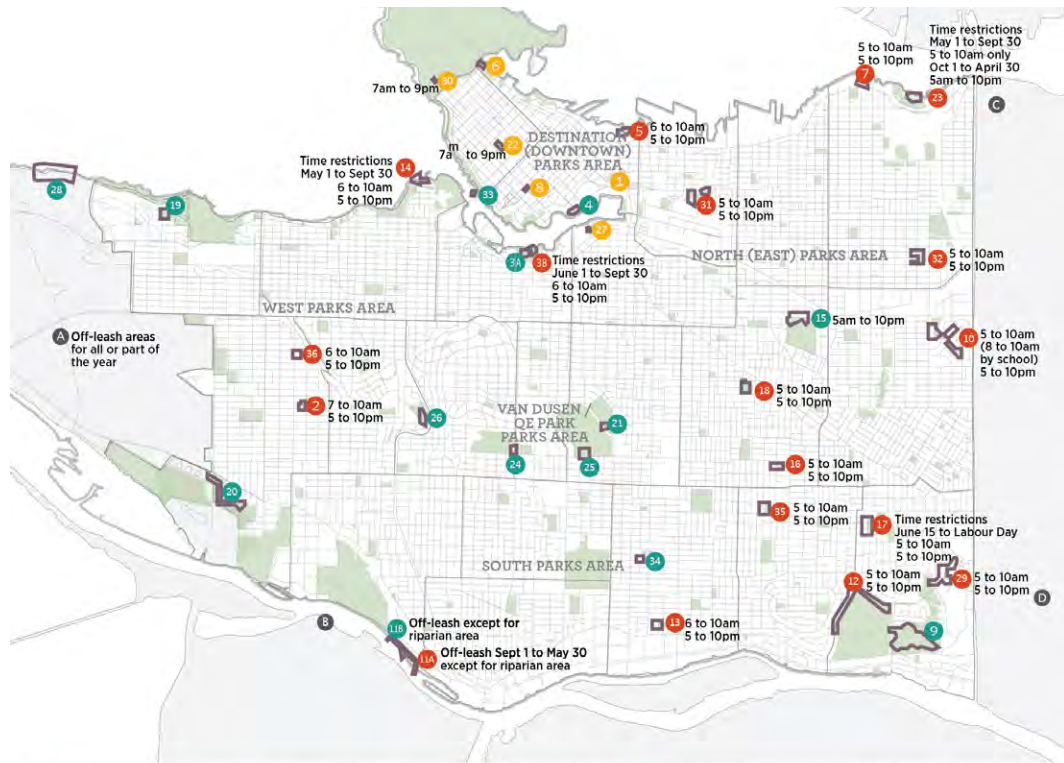 Time restrictions
May 1 to Sept 30
5 to 10am only
Oct 1 to April 30
5am to 10pm
5 to 10am
5 to 10pm
7
23
C
6
30
7am to 9pm
5
6 to 10am
5 to 10pm
DESTINATION
(DOWNTOWN)
PARKS AREA
22
7am to 9pm
Time restrictions
May 1 to Sept 30
6 to 10am
5 to 10pm
14
28
19
33
8
1
4
27
31
5 to 10am
5 to 10pm
3A
38
Time restrictions
June 1 to Sept 30
6 to 10am
5 to 10pm
NORTH (EAST) PARKS AREA
32
5 to 10am
5 to 10pm
WEST PARKS AREA
15
5am to 10pm
A
Off-leash areas
for all or part of
the year
10
5 to 10am
(8 to 10am
by school)
5 to 10pm
36
6 to 10am
5 to 10pm
2
7 to 10am
5 to 10pm
18
5 to 10am
5 to 10pm
26
VAN DUSEN /
QE PARK
PARKS AREA
21
24
25
16
5 to 10am
5 to 10pm
20
35
5 to 10am
5 to 10pm
17
Time restrictions
June 15 to Labour Day
5 to 10am
5 to 10pm
34
SOUTH PARKS AREA
12
5 to 10am
5 to 10pm
29
5 to 10am
5 to 10pm
D
B
11B
Off-leash except for
riparian area
13
6 to 10am
5 to 10pm
9
11A
Off-leash Sept 1 to May 30
except for riparian area